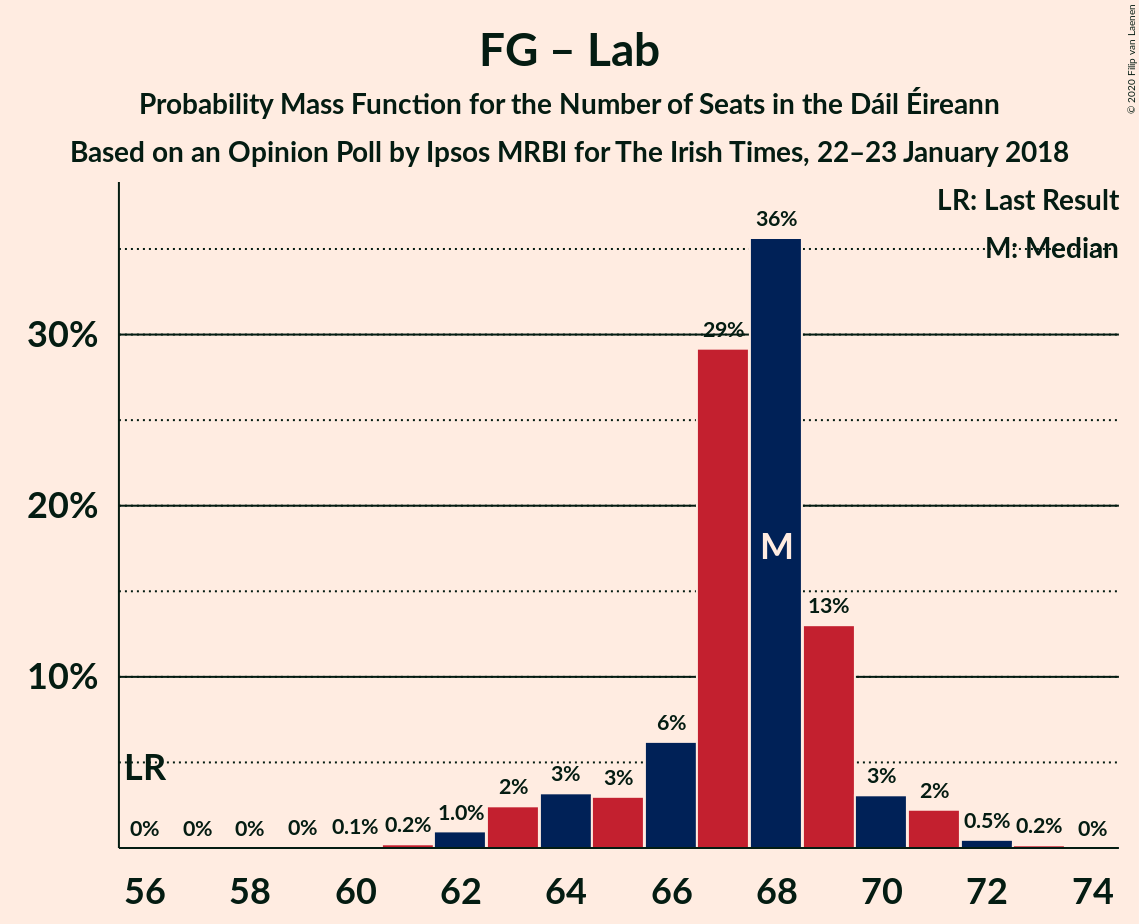 FG – Lab
Probability Mass Function for the Number of Seats in the Dáil Éireann
Based on an Opinion Poll by Ipsos MRBI for The Irish Times, 22–23 January 2018
© 2020 Filip van Laenen
LR: Last Result
M: Median
30%
20%
10%
LR
M
0% 0% 0% 0% 0.1% 0.2% 1.0% 2% 3% 3% 6% 29% 36% 13% 3% 2% 0.5% 0.2% 0%
56 58 60 62 64 66 68 70 72 74